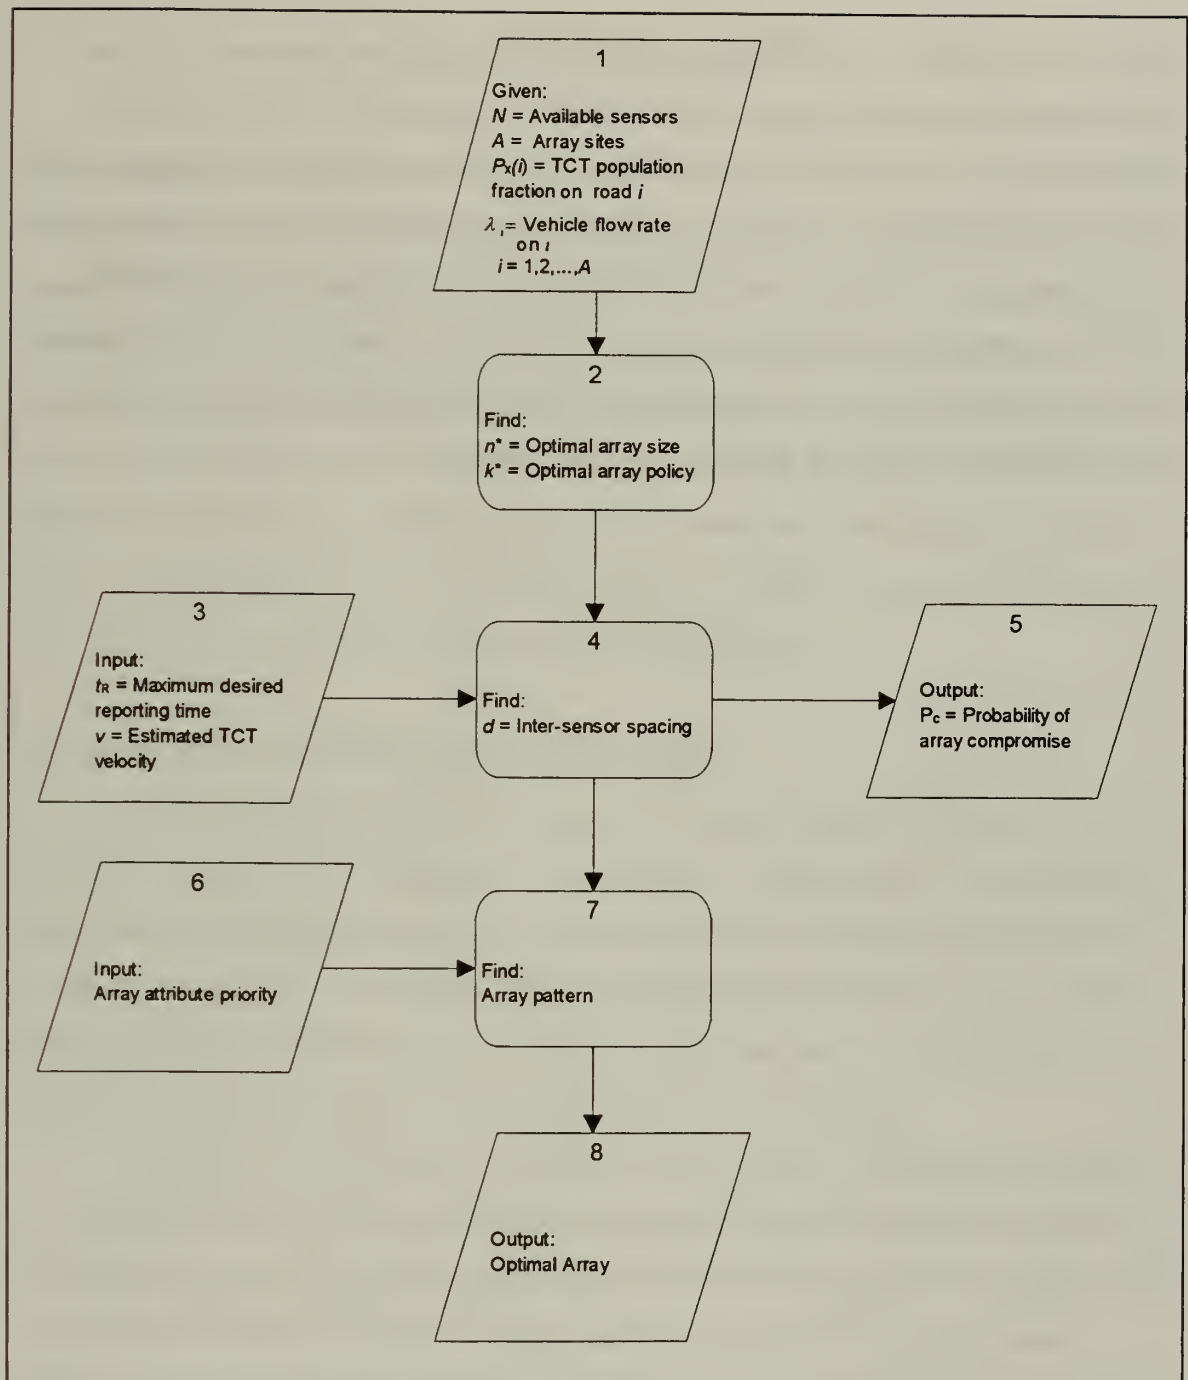 1
Given:
N = Available sensors
A = Array sites
Px(i) = TCT population
fraction on road i
λi = Vehicle flow rate
on i
i = 1,2,...,A
2
Find:
n* = Optimal array size
k* = Optimal array policy
3
Input:
tR = Maximum desired
reporting time
v = Estimated TCT
velocity
4
Find:
d = Inter-sensor spacing
5
Output:
Pc = Probability of
array compromise
6
Input:
Array attribute priority
7
Find:
Array pattern
8
Output:
Optimal Array